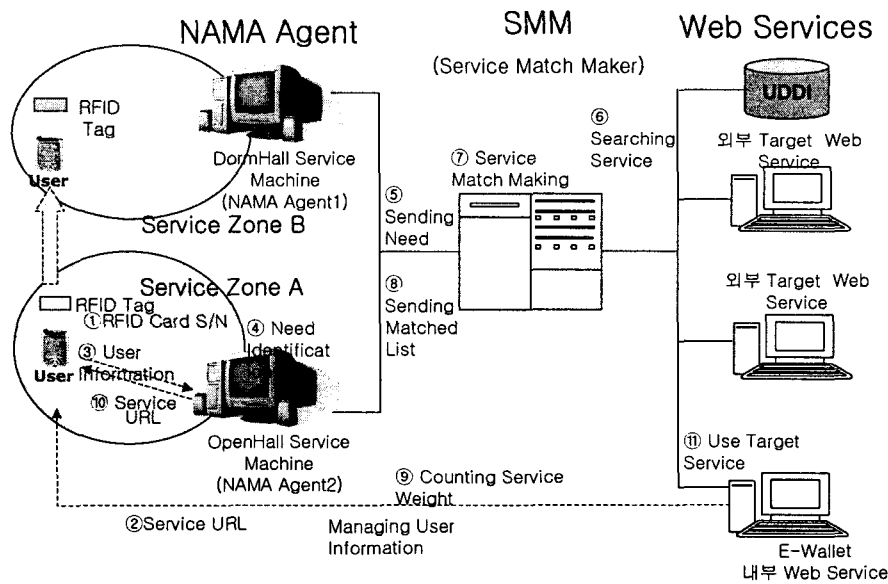 NAMA Agent
SMM
(Service Match Maker)
Web Services
RFID
Tag
User
DormHall Service
Machine
(NAMA Agent1)
Service Zone B
⑤
Sending
Need
⑦ Service
Match Making
⑥
Searching
Service
UDDI
외부 Target Web
Service
Service Zone A
RFID Tag
①RFID Card S/N
③ User
Information
User
④ Need
Identificat
⑩ Service
URL
OpenHall Service
Machine
(NAMA Agent2)
⑧
Sending
Matched
List
외부 Target Web
Service
⑨ Counting Service
Weight
⑪ Use Target
Service
②Service URL
Managing User
Information
E-Wallet
내부 Web Service